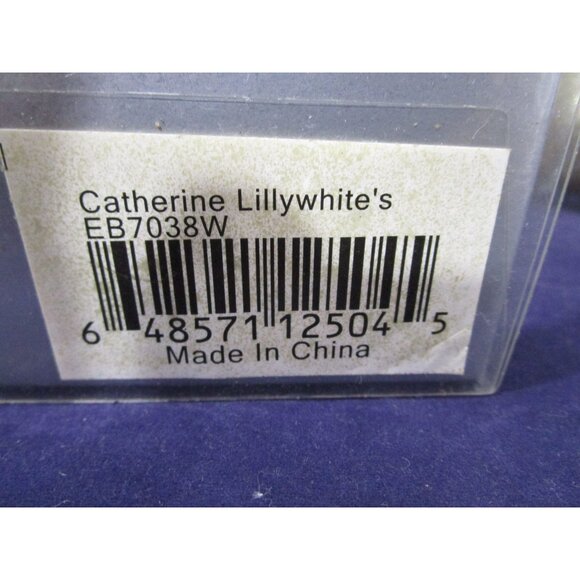 Catherine Lillywhite's
EB7038W
6 48571 12504 5
Made In China